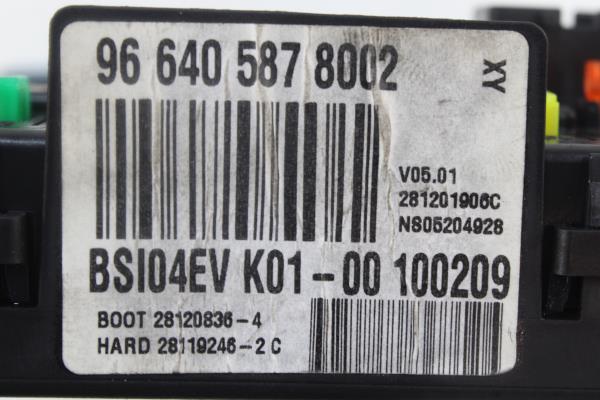 96 640 587 8002
XY
V05.01
281201906C
N805204928
BSI04EV K01-00 100209
BOOT 28120836-4
HARD 28119246-2 C